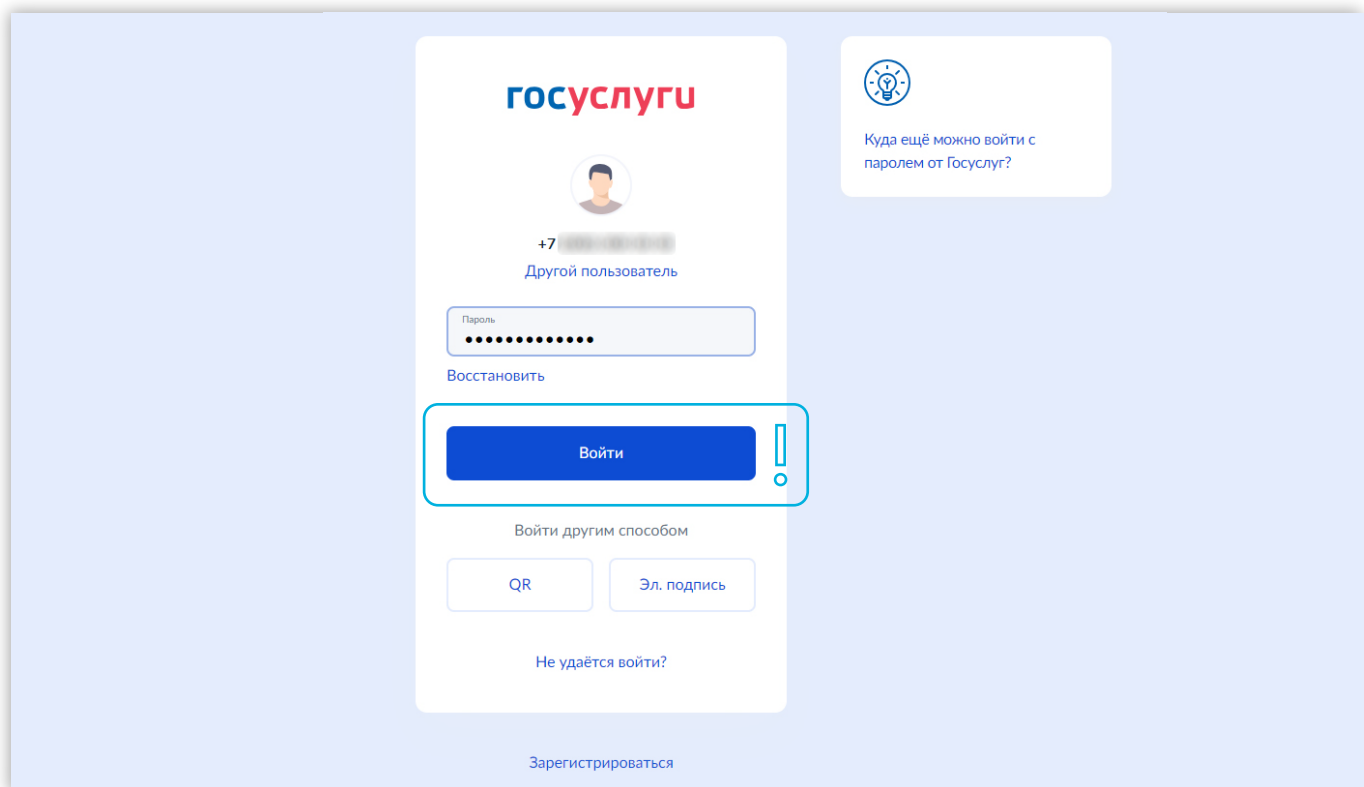 госуслуги
Куда ещё можно войти с
паролем от Госуслуг?
+7
Другой пользователь
Пароль
•••••••••••••
Восстановить
Войти
Войти другим способом
QR
Эл. подпись
Не удаётся войти?
Зарегистрироваться